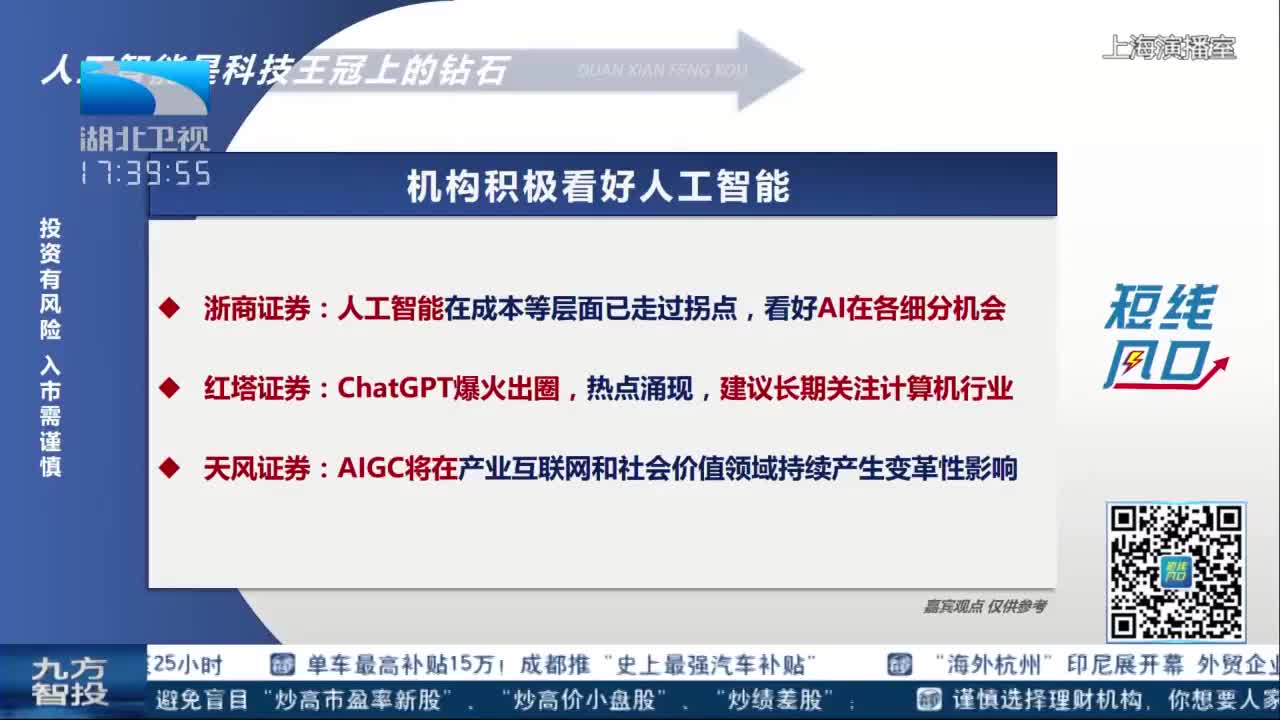 人工智能是科技王冠上的钻石
DUAN XIAN FENG KOU
上海演播室
湖北卫视
17:39:55
机构积极看好人工智能
投资有风险 入市需谨慎
浙商证券：人工智能在成本等层面已走过拐点，看好AI在各细分机会
红塔证券：ChatGPT爆火出圈，热点涌现，建议长期关注计算机行业
天风证券：AIGC将在产业互联网和社会价值领域持续产生变革性影响
短线
风口
短线
风口
嘉宾观点 仅供参考
九方
智投
25小时 单车最高补贴15万！成都推“史上最强汽车补贴” “海外杭州”印尼展开幕 外贸企业
避免盲目“炒高市盈率新股”、“炒高价小盘股”、“炒绩差股”； 谨慎选择理财机构，你想要人家